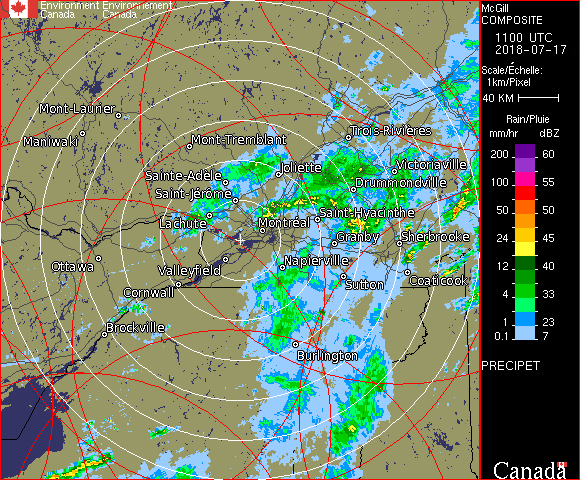 Environment Environnement
Canada Canada
McGill
COMPOSITE
1100 UTC
2018-07-17
Scale/Échelle:
1km/Pixel
40 KM
Rain/Pluie
mm/hr dBZ
200 60
100 55
50 50
24 45
12 40
4 33
1 23
0.1 7
PRECIPET
Canada
Mont-Laurier
Maniwaki
Mont-Tremblant
Trois-Rivières
Sainte-Adèle
Joliette
Victoriaville
Saint-Jérôme
Drummondville
Lachute
Montréal
Saint-Hyacinthe
Granby
Sherbrooke
Ottawa
Valleyfield
Napierville
Sutton
Coaticook
Cornwall
Brockville
Burlington